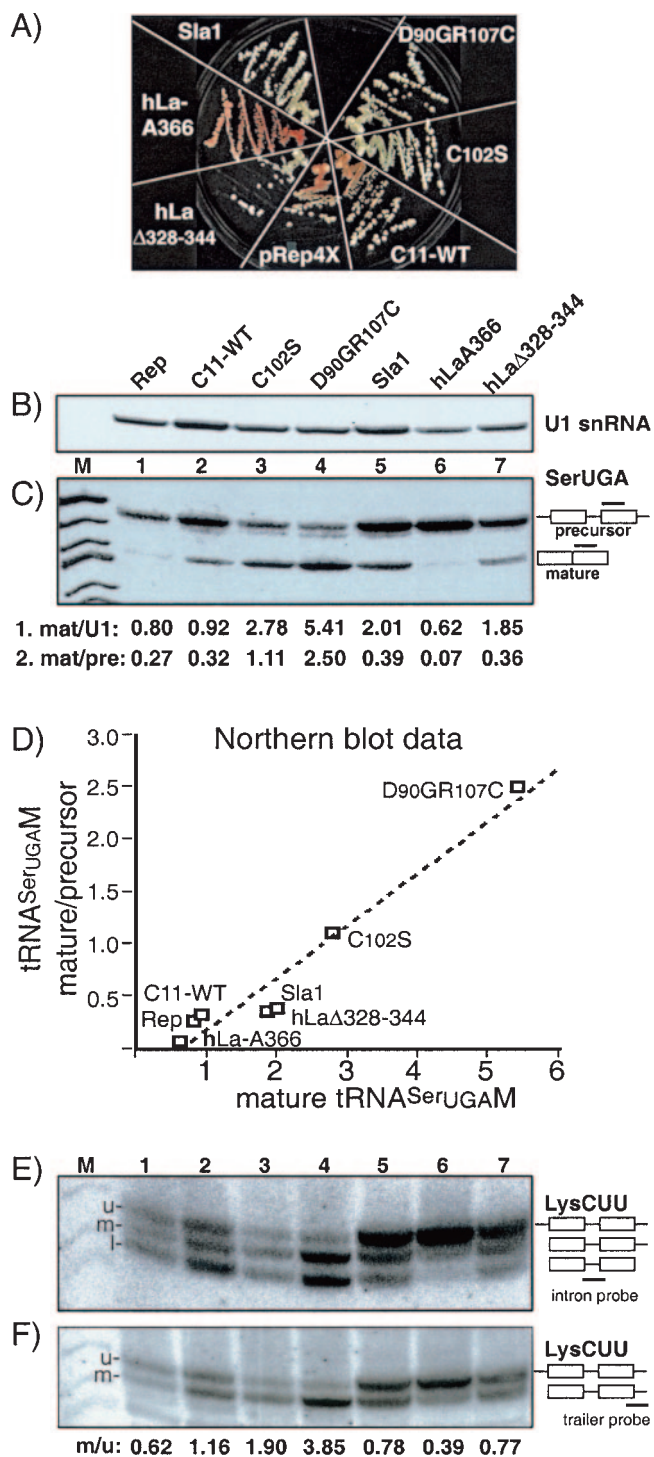 A)
Sla1
D90GR107C
hLa-
A366
C102S
hLa
Δ328-344
pRep4X
C11-WT
Rep
C11-WT
C102S
D90GR107C
Sla1
hLaA366
hLaΔ328-344
B)
U1 snRNA
M 1 2 3 4 5 6 7
C)
SerUGA
precursor
mature
1. mat/U1: 0.80 0.92 2.78 5.41 2.01 0.62 1.85
2. mat/pre: 0.27 0.32 1.11 2.50 0.39 0.07 0.36
D)
Northern blot data
tRNASerUGAM
mature/precursor
3.0
2.5
2.0
1.5
1.0
0.5
D90GR107C
C102S
C11-WT
Sla1
Rep
hLaΔ328-344
hLa-A366
1 2 3 4 5 6
mature tRNASerUGAM
E)
M 1 2 3 4 5 6 7
u-
m-
l-
LysCUU
intron probe
F)
u-
m-
LysCUU
trailer probe
m/u: 0.62 1.16 1.90 3.85 0.78 0.39 0.77